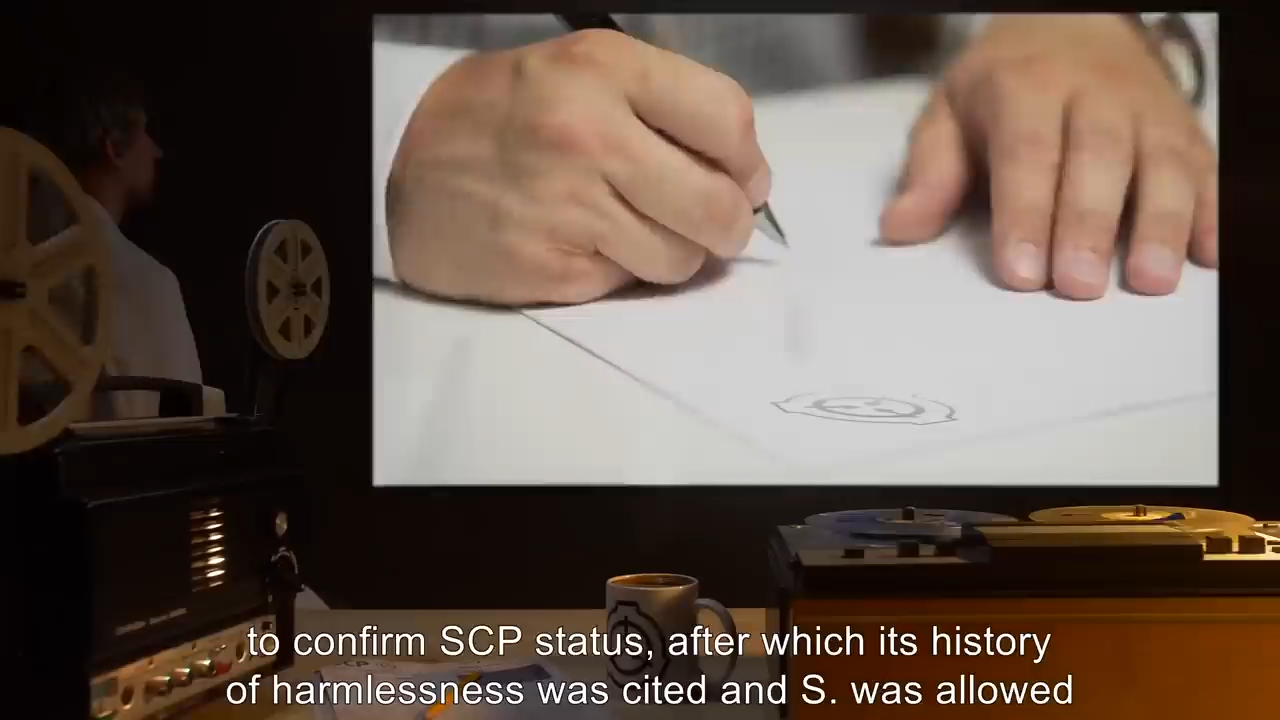 to confirm SCP status, after which its history
of harmlessness was cited and S. was allowed